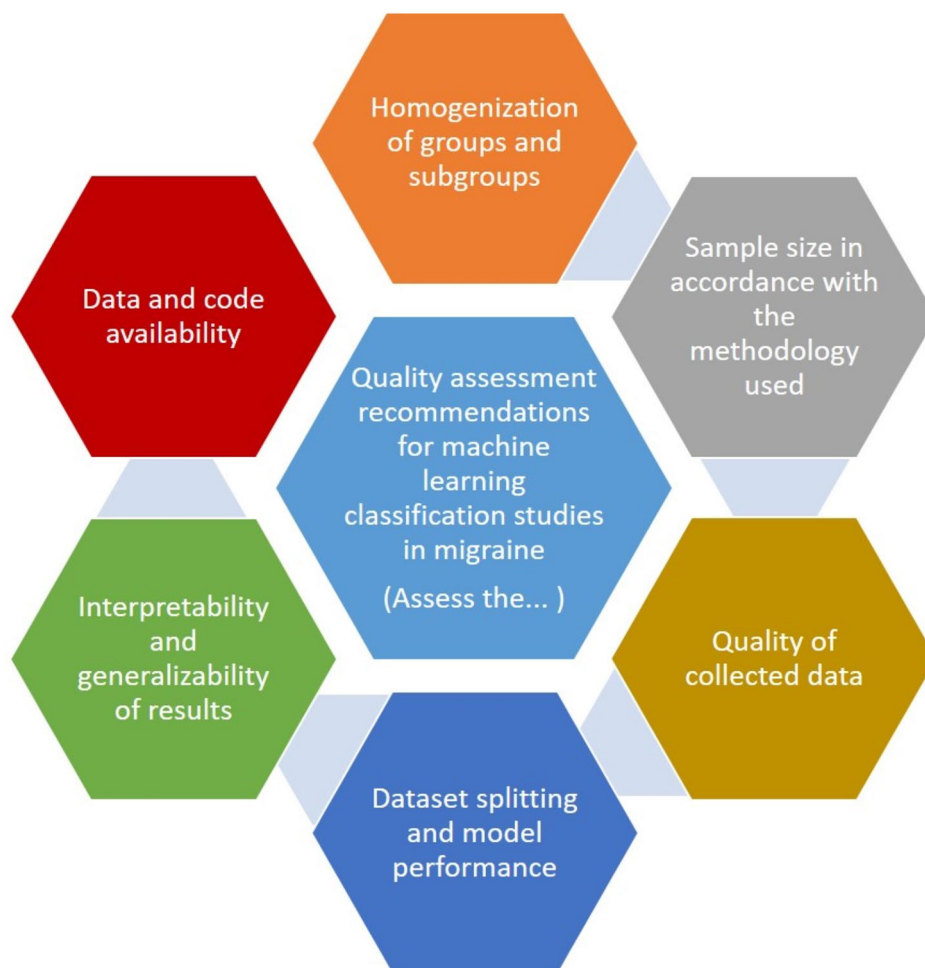 Homogenization
of groups and
subgroups
Sample size in
accordance with
the
methodology
used
Data and code
availability
Quality assessment
recommendations
for machine
learning
classification studies
in migraine
(Assess the... )
Interpretability
and
generalizability
of results
Quality of
collected data
Dataset splitting
and model
performance